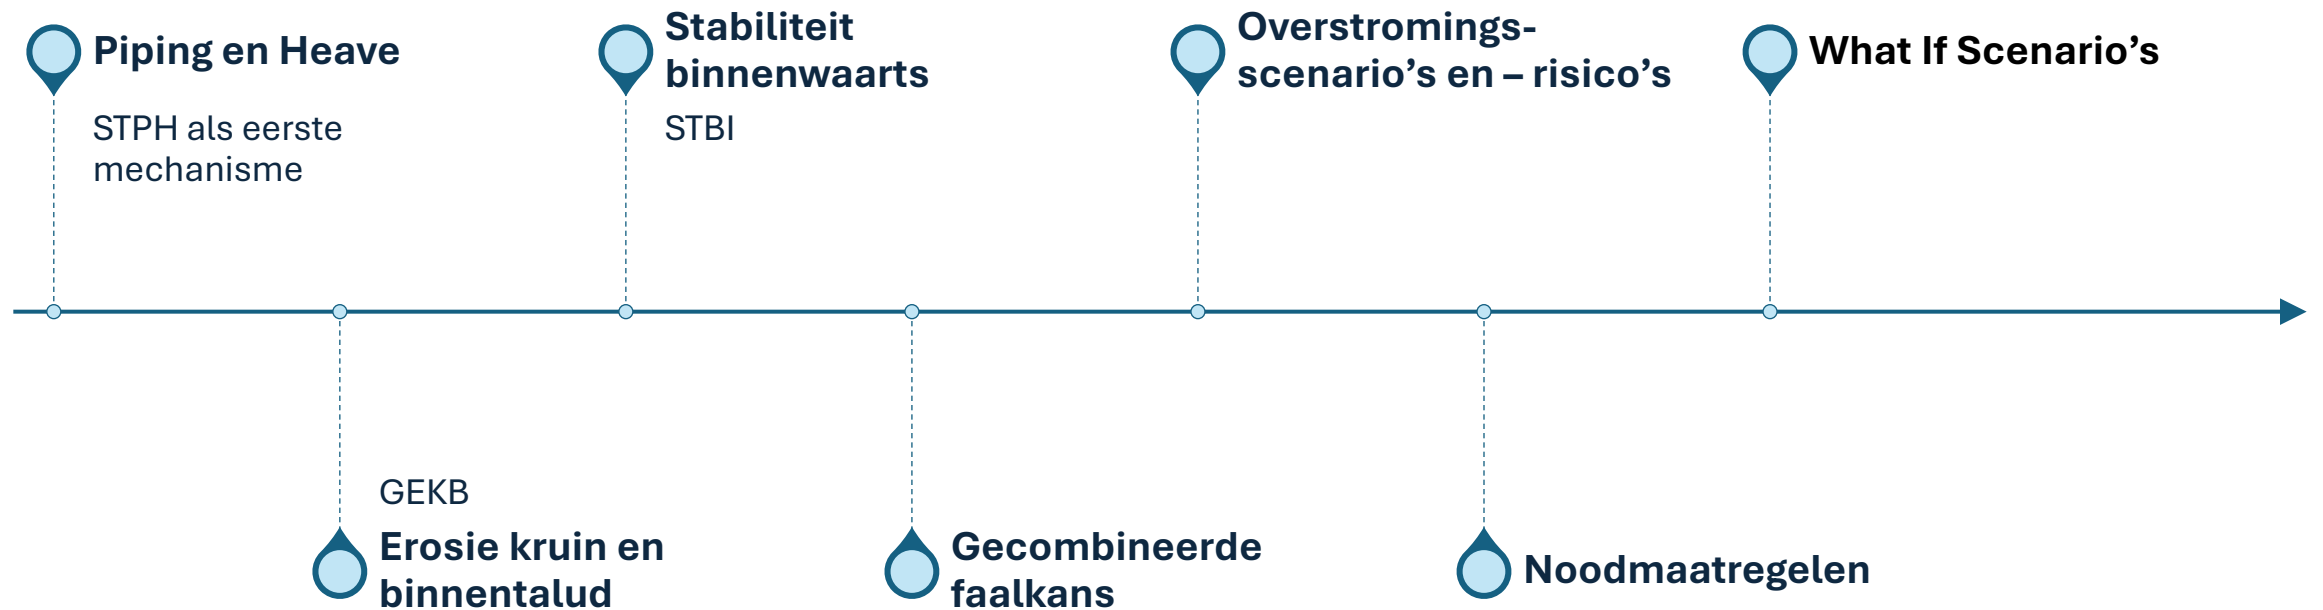 Piping en Heave
STPH als eerste
mechanisme
Stabiliteit
binnenwaarts
STBI
Overstromings-
scenario’s en – risico’s
What If Scenario’s
GEKB
Erosie kruin en
binnentalud
Gecombineerde
faalkans
Noodmaatregelen